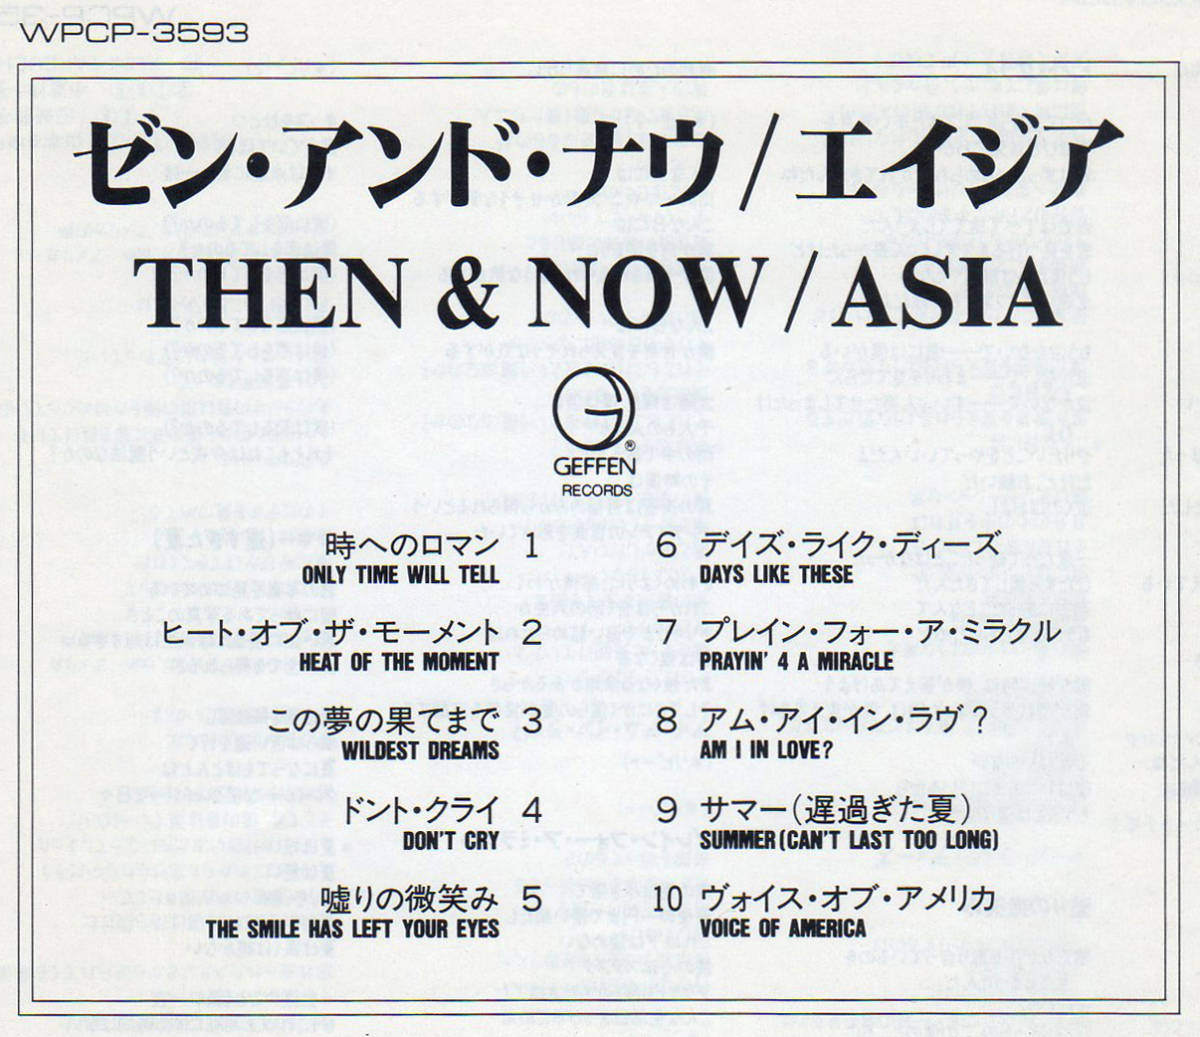 WPCP-3593
ゼン・アンド・ナウ/エイジア
THEN & NOW / ASIA
G
®
GEFFEN
RECORDS
時へのロマン 1
ONLY TIME WILL TELL
ヒート・オブ・ザ・モーメント 2
HEAT OF THE MOMENT
この夢の果てまで 3
WILDEST DREAMS
ドント・クライ 4
DON'T CRY
嘘りの微笑み 5
THE SMILE HAS LEFT YOUR EYES
6 デイズ・ライク・ディーズ
DAYS LIKE THESE
7 プレイン・フォー・ア・ミラクル
PRAYIN' 4 A MIRACLE
8 アム・アイ・イン・ラヴ?
AM I IN LOVE?
9 サマー(遅過ぎた夏)
SUMMER (CAN'T LAST TOO LONG)
10 ヴォイス・オブ・アメリカ
VOICE OF AMERICA